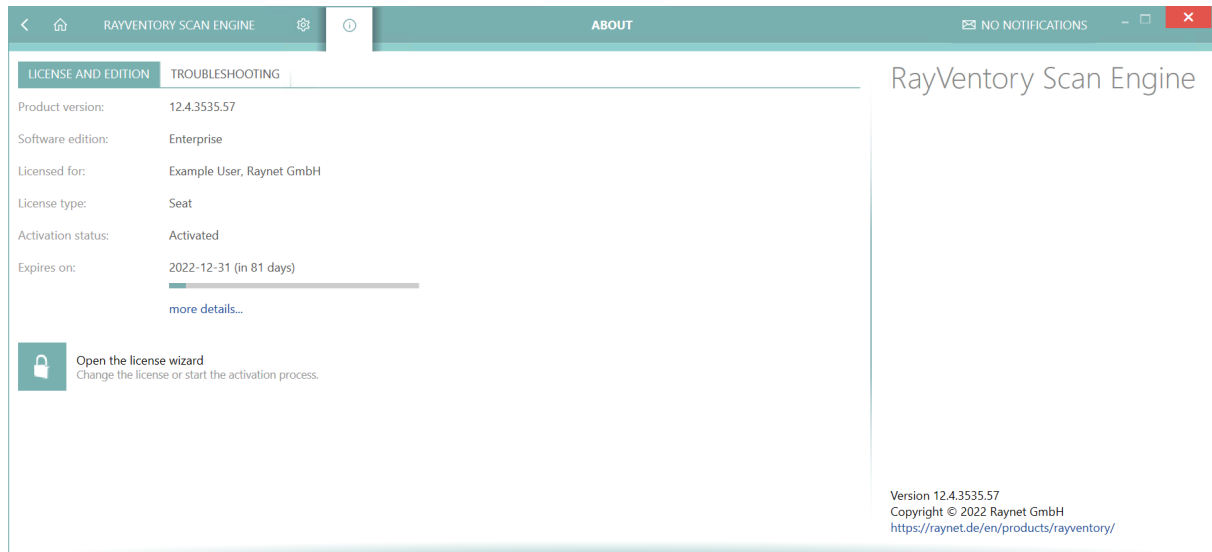 RAYVENTORY SCAN ENGINE
ABOUT
NO NOTIFICATIONS
LICENSE AND EDITION
TROUBLESHOOTING
RayVentory Scan Engine
Product version: 12.4.3535.57
Software edition: Enterprise
Licensed for: Example User, Raynet GmbH
License type: Seat
Activation status: Activated
Expires on: 2022-12-31 (in 81 days)
more details...
Open the license wizard
Change the license or start the activation process.
Version 12.4.3535.57
Copyright © 2022 Raynet GmbH
https://raynet.de/en/products/rayventory/